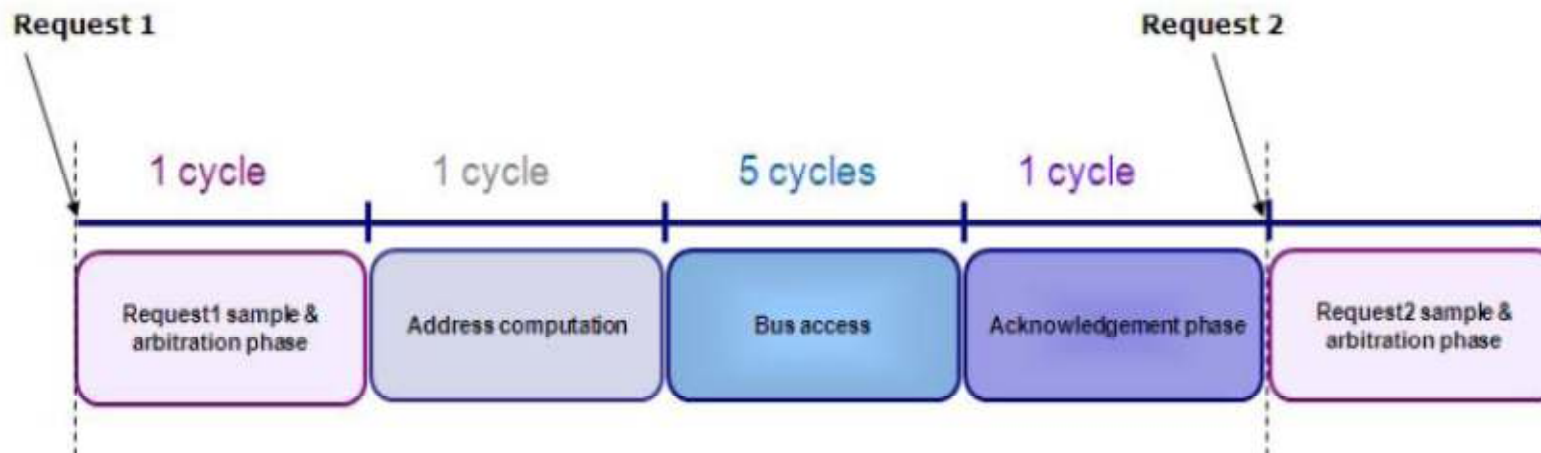 Request 1
Request 2
1 cycle
1 cycle
5 cycles
1 cycle
Request1 sample &
arbitration phase
Address computation
Bus access
Acknowledgement phase
Request2 sample &
arbitration phase